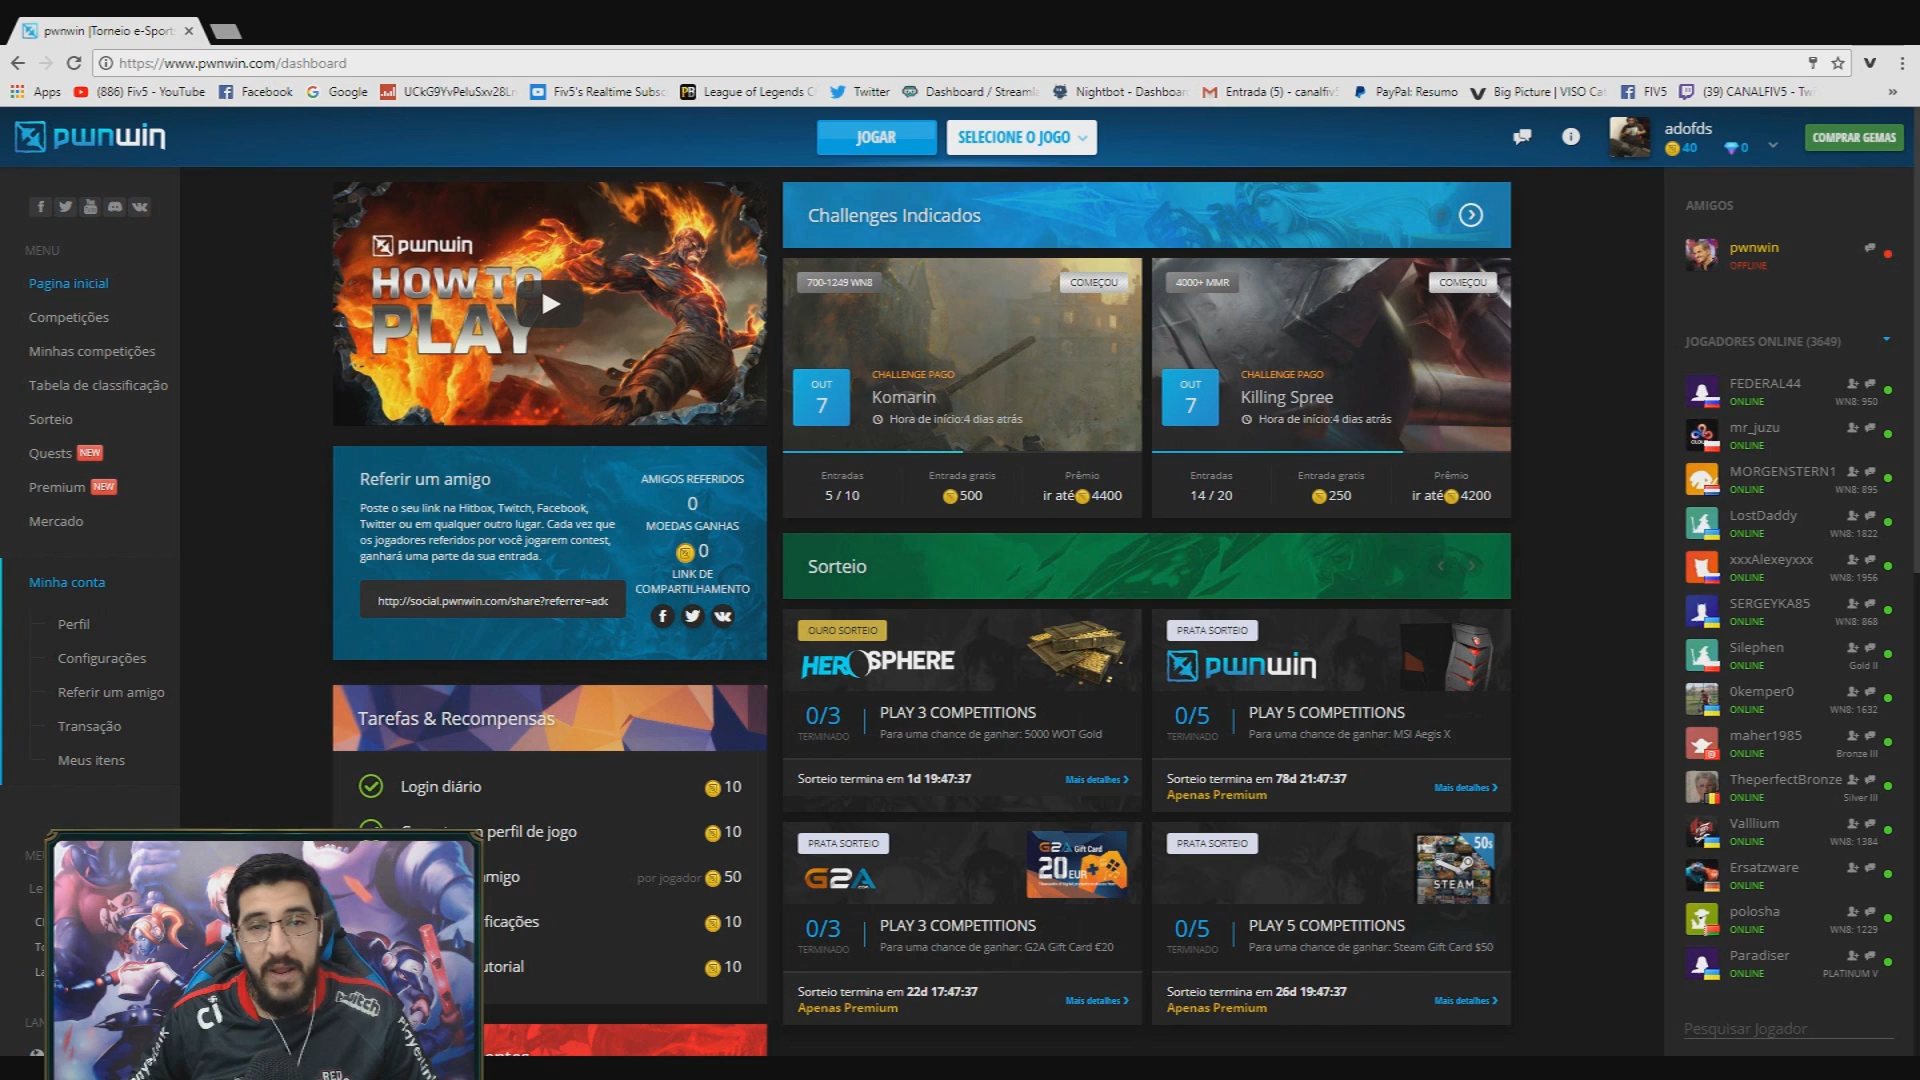 pwnwin |Torneio e-Sport
https://www.pwnwin.com/dashboard
Apps
(886) Fiv5 - YouTube
Facebook
Google
Fiv5's Realtime Subsc
League of Legends C
Twitter
Dashboard / Streamla
Nightbot - Dashboar
Entrada (5) - canalfiv
PayPal: Resumo
Big Picture | VISO Ca
FIV5
(39) CANALFIV5 - Tw
»
pwnwin
JOGAR
SELECIONE O JOGO
adofds
40
0
COMPRAR GEMAS
MENU
Pagina inicial
Competições
Minhas competições
Tabela de classificação
Sorteio
Quests NEW
Premium NEW
Mercado
Minha conta
Perfil
Configurações
Referir um amigo
Transação
Meus itens
pwnwin
HOW TO
PLAY
Referir um amigo
Poste o seu link na Hitbox, Twitch, Facebook,
Twitter ou em qualquer outro lugar. Cada vez que
os jogadores referidos por você jogarem contest,
ganhará uma parte da sua entrada.
http://social.pwnwin.com/share?referrer=adc
AMIGOS REFERIDOS
0
MOEDAS GANHAS
0
LINK DE
COMPARTILHAMENTO
Tarefas & Recompensas
Login diário 10
perfil de jogo 10
migo por jogador 50
ificações 10
utorial 10
Challenges Indicados
700-1249 WN8
COMEÇOU
OUT
7
CHALLENGE PAGO
Komarin
Hora de início:4 dias atrás
Entradas
5 / 10
Entrada gratis
500
Prêmio
ir até 4400
4000+ MMR
COMEÇOU
OUT
7
CHALLENGE PAGO
Killing Spree
Hora de início:4 dias atrás
Entradas
14 / 20
Entrada gratis
250
Prêmio
ir até 4200
Sorteio
OURO SORTEIO
HEROSPHERE
0/3
TERMINADO
PLAY 3 COMPETITIONS
Para uma chance de ganhar: 5000 WOT Gold
Sorteio termina em 1d 19:47:37
Mais detalhes
PRATA SORTEIO
pwnwin
0/5
TERMINADO
PLAY 5 COMPETITIONS
Para uma chance de ganhar: MSI Aegis X
Sorteio termina em 78d 21:47:37
Apenas Premium
Mais detalhes
PRATA SORTEIO
G2A
G2A Gift Card
20 EUR
0/3
TERMINADO
PLAY 3 COMPETITIONS
Para uma chance de ganhar: G2A Gift Card €20
Sorteio termina em 22d 17:47:37
Apenas Premium
Mais detalhes
PRATA SORTEIO
50$
STEAM
0/5
TERMINADO
PLAY 5 COMPETITIONS
Para uma chance de ganhar: Steam Gift Card $50
Sorteio termina em 26d 19:47:37
Apenas Premium
Mais detalhes
AMIGOS
pwnwin
OFFLINE
JOGADORES ONLINE (3649)
FEDERAL44
ONLINE WN8: 950
mr_juzu
ONLINE
MORGENSTERN1
ONLINE WN8: 895
LostDaddy
ONLINE WN8: 1822
xxxAlexeyxxx
ONLINE WN8: 1956
SERGEYKA85
ONLINE WN8: 868
Silephen
ONLINE Gold II
0kemper0
ONLINE WN8: 1632
maher1985
ONLINE Bronze III
TheperfectBronze
ONLINE Silver III
Valllium
ONLINE WN8: 1384
Ersatzware
ONLINE
polosha
ONLINE WN8: 1229
Paradiser
ONLINE PLATINUM V
Pesquisar Jogador
ci
twitch
RED